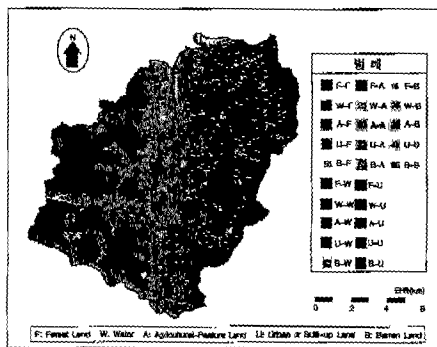 N
범 례
F-F F-A F-B
W-F W-A W-B
A-F A-A A-B
U-F U-A U-B
B-F B-A B-B
F-W F-U
W-W W-U
A-W A-U
U-W U-U
B-W B-U
0 2 4 6
F: Forest Land W: Water A: Agricultural-Pasture Land U: Urban or Built-up Land B: Barren Land